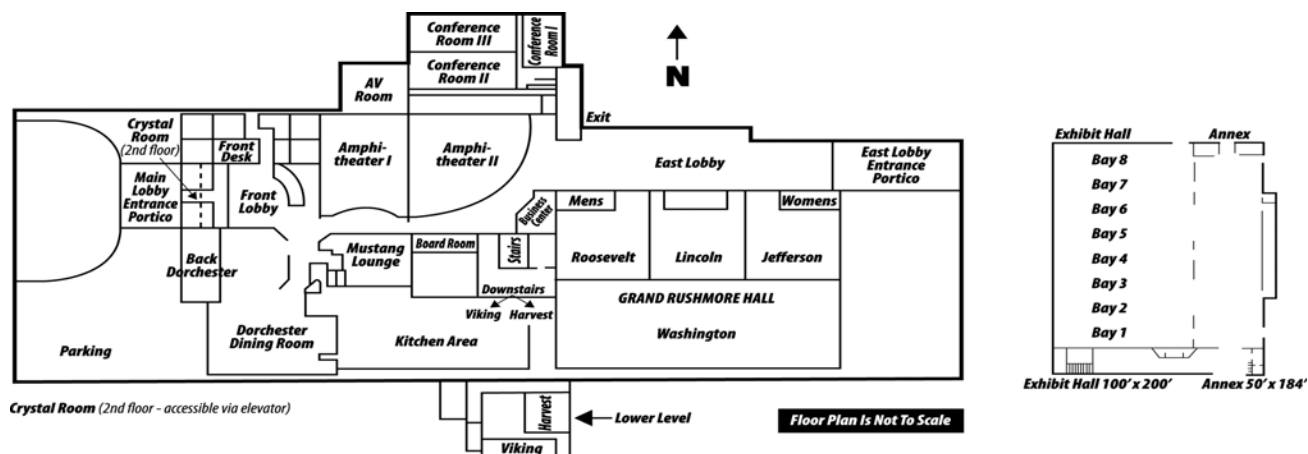 Conference
Room III
Conference
Room I
Conference
Room II
AV
Room
N
Exit
Crystal
Room
(2nd floor)
Front
Desk
Amphi-
theater I
Amphi-
theater II
East Lobby
East Lobby
Entrance
Portico
Main
Lobby
Entrance
Portico
Front
Lobby
Business
Center
Mens
Womens
Back
Dorchester
Mustang
Lounge
Board Room
Stairs
Roosevelt
Lincoln
Jefferson
Downstairs
Viking
Harvest
GRAND RUSHMORE HALL
Washington
Parking
Dorchester
Dining Room
Kitchen Area
Crystal Room (2nd floor - accessible via elevator)
Harvest
Lower Level
Viking
Floor Plan Is Not To Scale
Exhibit Hall
Annex
Bay 8
Bay 7
Bay 6
Bay 5
Bay 4
Bay 3
Bay 2
Bay 1
Exhibit Hall 100' x 200'
Annex 50' x 184'